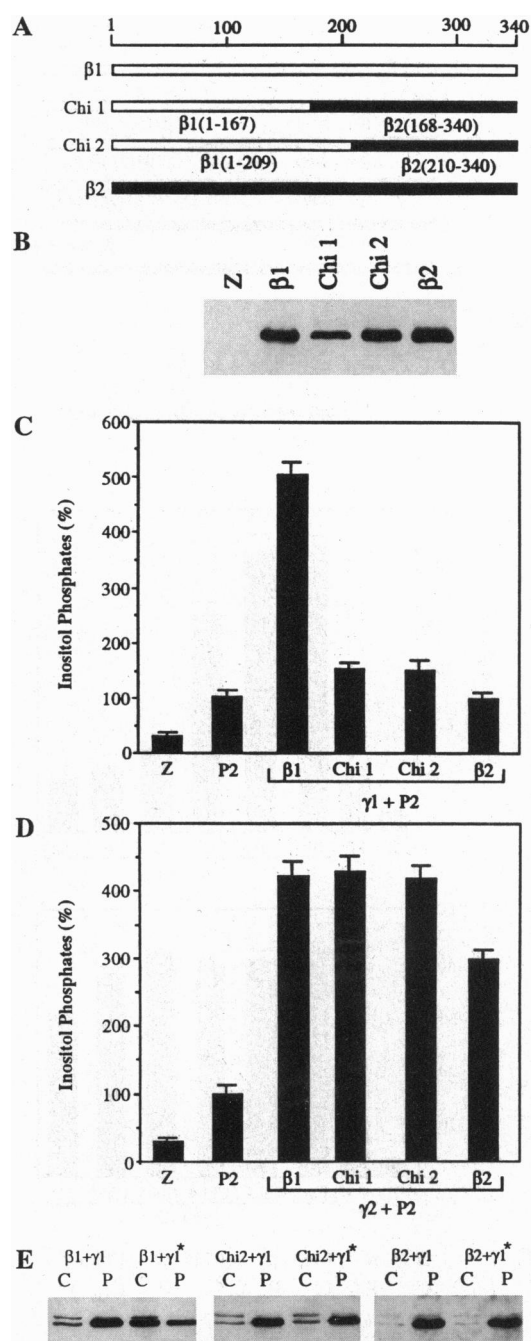 A
1 100 200 300 340
β1
Chi 1
β1(1-167) β2(168-340)
Chi 2
β1(1-209) β2(210-340)
β2
B
Z β1 Chi 1 Chi 2 β2
C
Inositol Phosphates (%)
600
500
400
300
200
100
0
Z P2 β1 Chi 1 Chi 2 β2
γ1 + P2
D
Inositol Phosphates (%)
500
400
300
200
100
0
Z P2 β1 Chi 1 Chi 2 β2
γ2 + P2
E
β1+γ1 β1+γ1* Chi2+γ1 Chi2+γ1* β2+γ1 β2+γ1*
C P C P C P C P C P C P